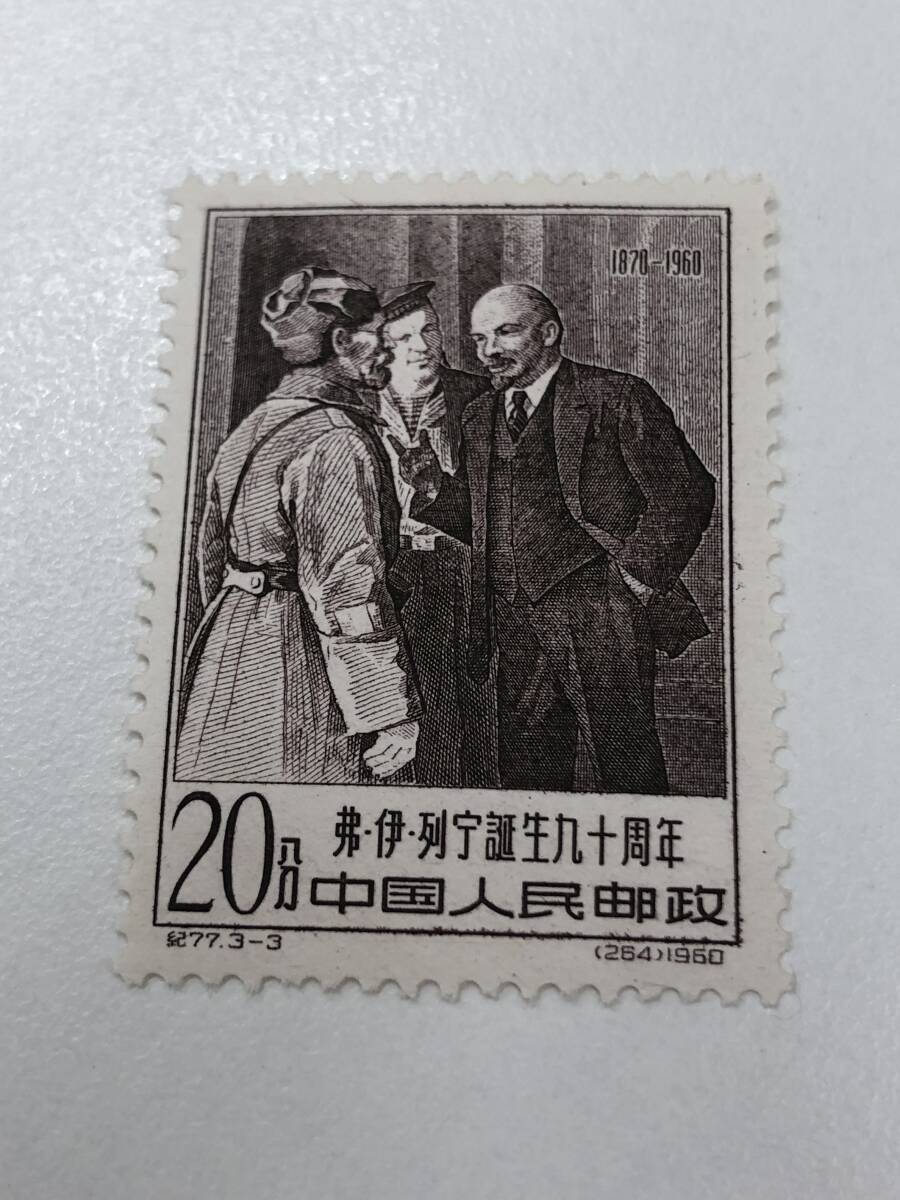 1870-1960
20分
弗·伊·列宁誕生九十周年
中国人民邮政
紀77.3-3
(264)1960